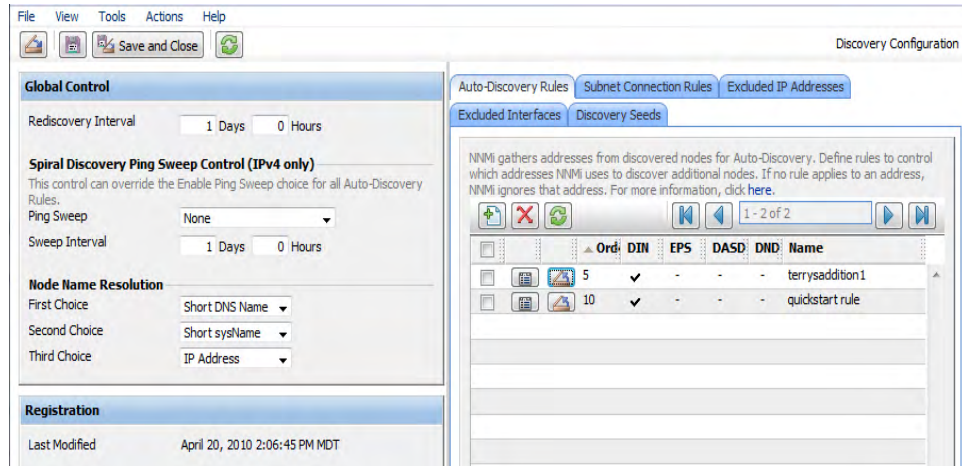 File View Tools Actions Help
Save and Close
Discovery Configuration
Global Control
Rediscovery Interval 1 Days 0 Hours
Spiral Discovery Ping Sweep Control (IPv4 only)
This control can override the Enable Ping Sweep choice for all Auto-Discovery
Rules.
Ping Sweep None
Sweep Interval 1 Days 0 Hours
Node Name Resolution
First Choice Short DNS Name
Second Choice Short sysName
Third Choice IP Address
Registration
Last Modified April 20, 2010 2:06:45 PM MDT
Auto-Discovery Rules Subnet Connection Rules Excluded IP Addresses
Excluded Interfaces Discovery Seeds
NNMi gathers addresses from discovered nodes for Auto-Discovery. Define rules to control
which addresses NNMi uses to discover additional nodes. If no rule applies to an address,
NNMi ignores that address. For more information, click here.
1 - 2 of 2
Ord DIN EPS DASD DND Name
5 ✔ - - - terrysaddition1
10 ✔ - - - quickstart rule